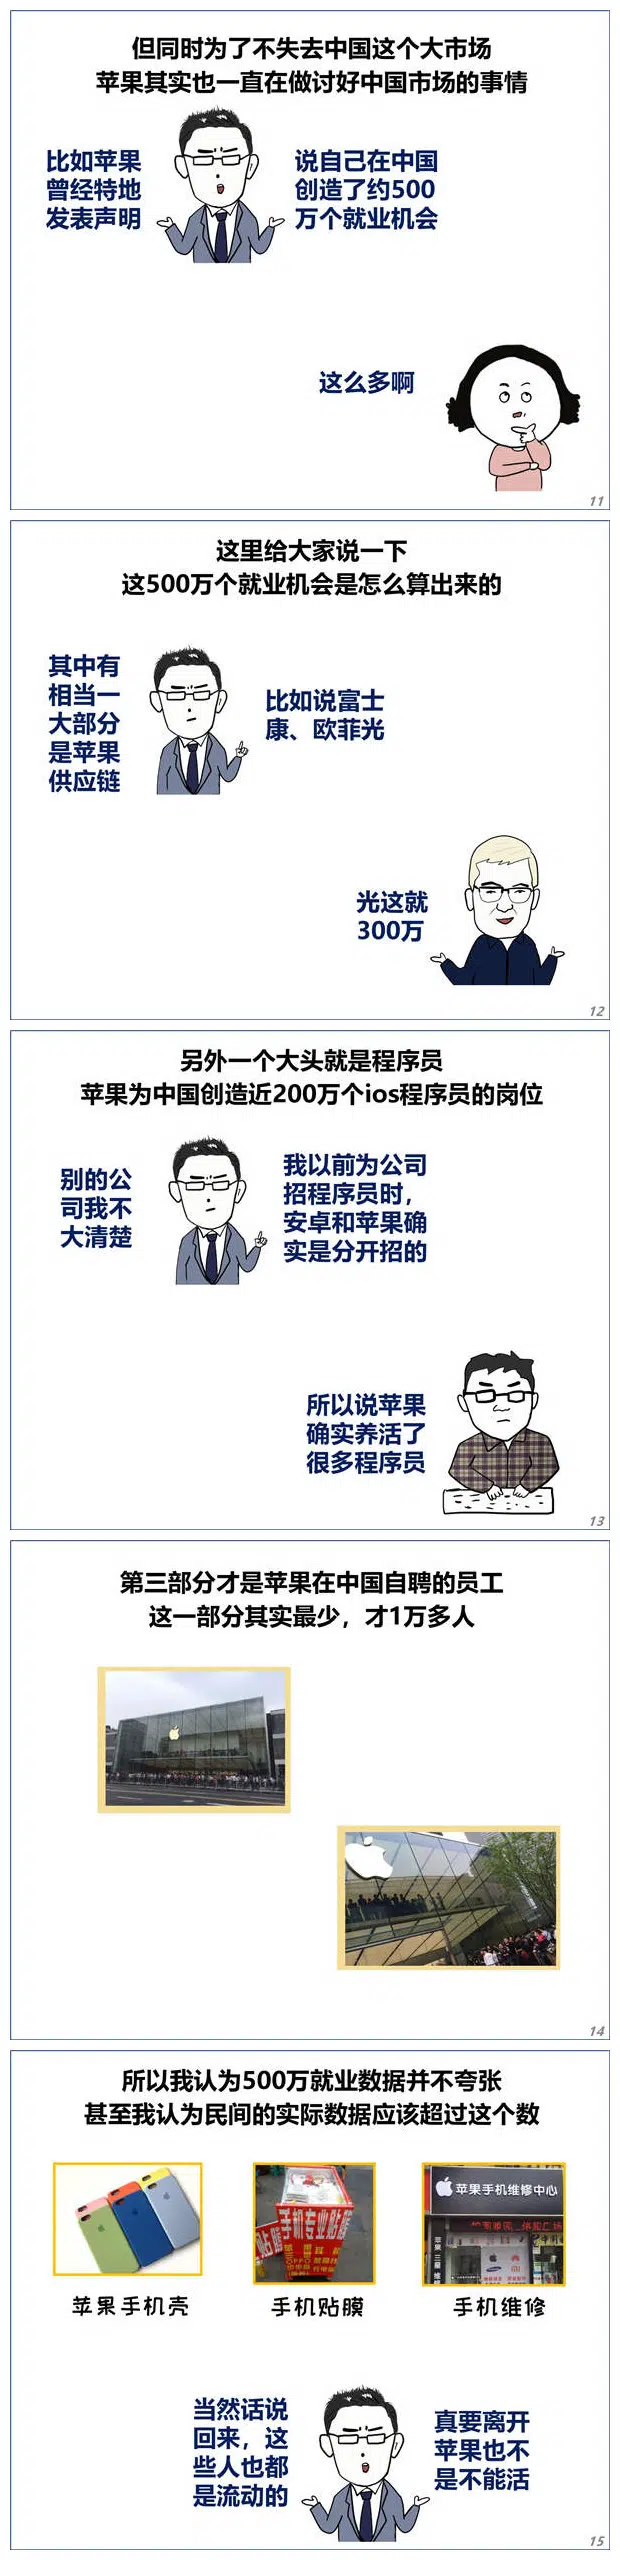 但同时为了不失去中国这个大市场
苹果其实也一直在做讨好中国市场的事情
比如苹果
曾经特地
发表声明
说自己在中国
创造了约500
万个就业机会
这么多啊
11
这里给大家说一下
这500万个就业机会是怎么算出来的
其中有
相当一
大部分
是苹果
供应链
比如说富士
康、欧菲光
光这就
300万
12
另外一个大头就是程序员
苹果为中国创造近200万个ios程序员的岗位
别的公
司我不
大清楚
我以前为公司
招程序员时，
安卓和苹果确
实是分开招的
所以说苹果
确实养活了
很多程序员
13
第三部分才是苹果在中国自聘的员工
这一部分其实最少，才1万多人
14
所以我认为500万就业数据并不夸张
甚至我认为民间的实际数据应该超过这个数
手机专业贴膜
苹果手机维修中心
苹果手机壳
手机贴膜
手机维修
当然话说
回来，这
些人也都
是流动的
真要离开
苹果也不
是不能活
15